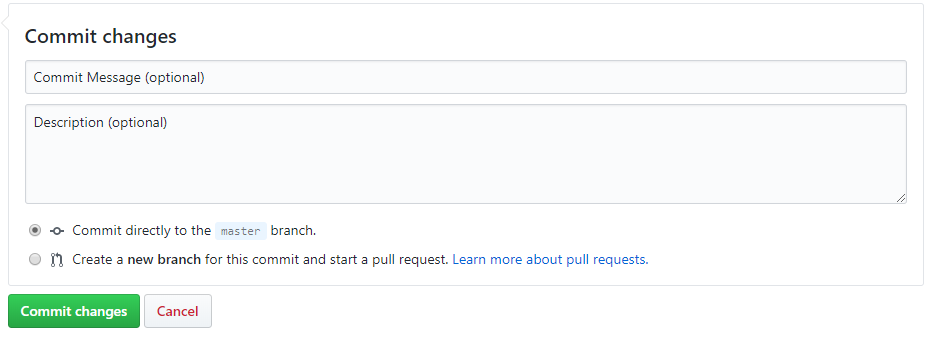 Commit changes
Commit Message (optional)
Description (optional)
Commit directly to the master branch.
Create a new branch for this commit and start a pull request. Learn more about pull requests.
Commit changes
Cancel